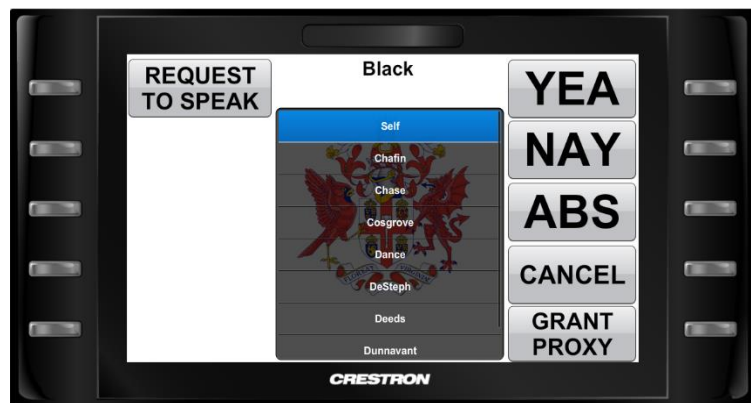 REQUEST
TO SPEAK
Black
Self
Chafin
Chase
Cosgrove
Dance
DeSteph
Deeds
Dunnavant
YEA
NAY
ABS
CANCEL
GRANT
PROXY
CRESTRON